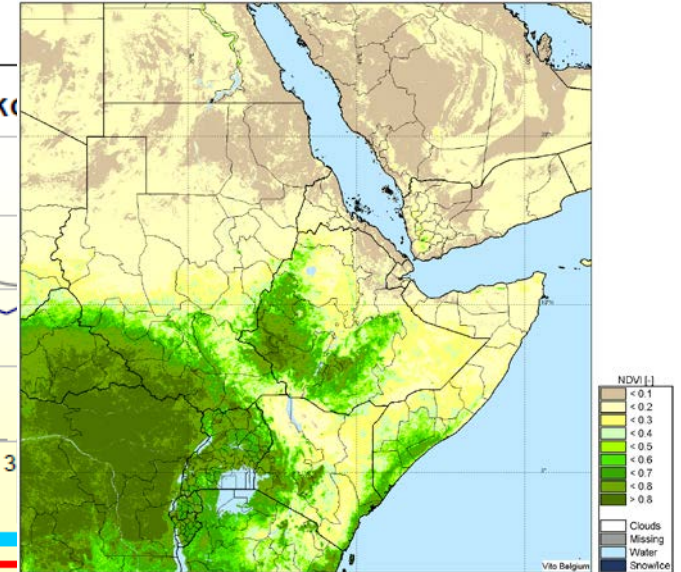 3
NDVI [-]
< 0.1
< 0.2
< 0.3
< 0.4
< 0.5
< 0.6
< 0.7
< 0.8
> 0.8
Clouds
Missing
Water
Snow/ice
Vito Belgium